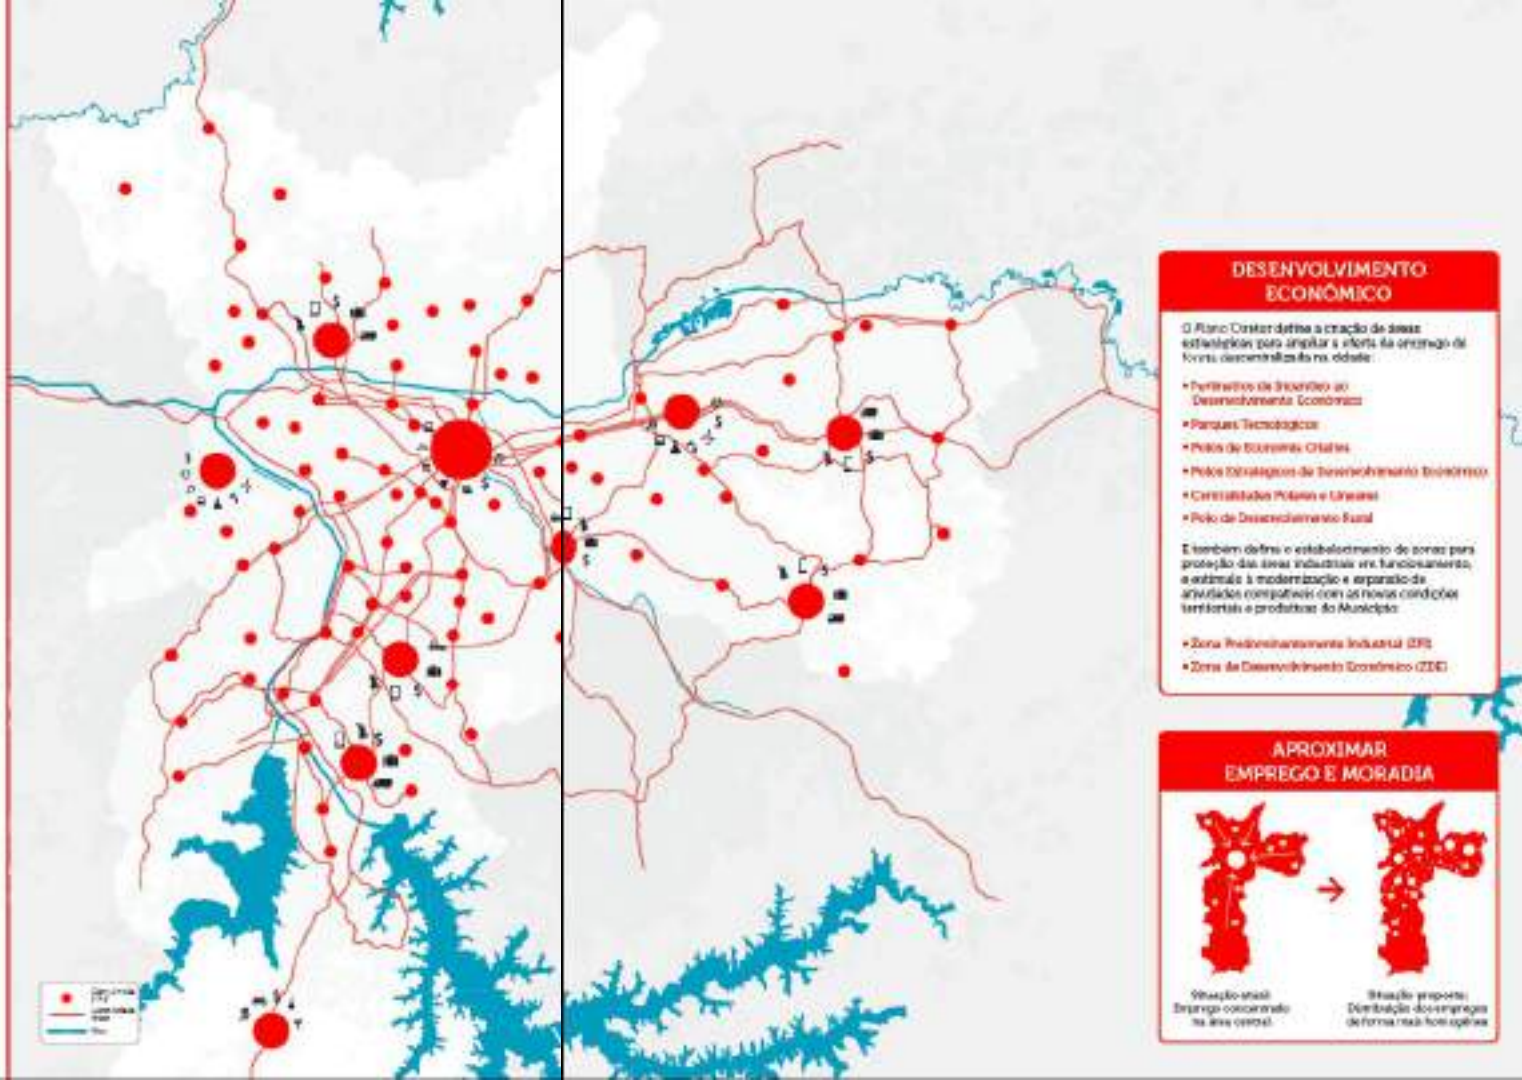 DESENVOLVIMENTO
ECONÔMICO
O Plano Diretor define a criação de áreas
estratégicas para ampliar a oferta de emprego de
forma descentralizada na cidade:
• Perímetros de Incentivo ao
Desenvolvimento Econômico
• Parques Tecnológicos
• Polos de Economia Criativa
• Polos Estratégicos de Desenvolvimento Econômico
• Centralidades Polares e Lineares
• Polo de Desenvolvimento Rural
E também define o estabelecimento de zonas para
proteção das áreas industriais em funcionamento,
e estímulo à modernização e expansão de
atividades compatíveis com as novas condições
territoriais e produtivas do Município:
• Zona Predominantemente Industrial (ZPI)
• Zona de Desenvolvimento Econômico (ZDE)
APROXIMAR
EMPREGO E MORADIA
Situação atual:
Emprego concentrado
na área central.
Situação proposta:
Distribuição dos empregos
de forma mais homogênea